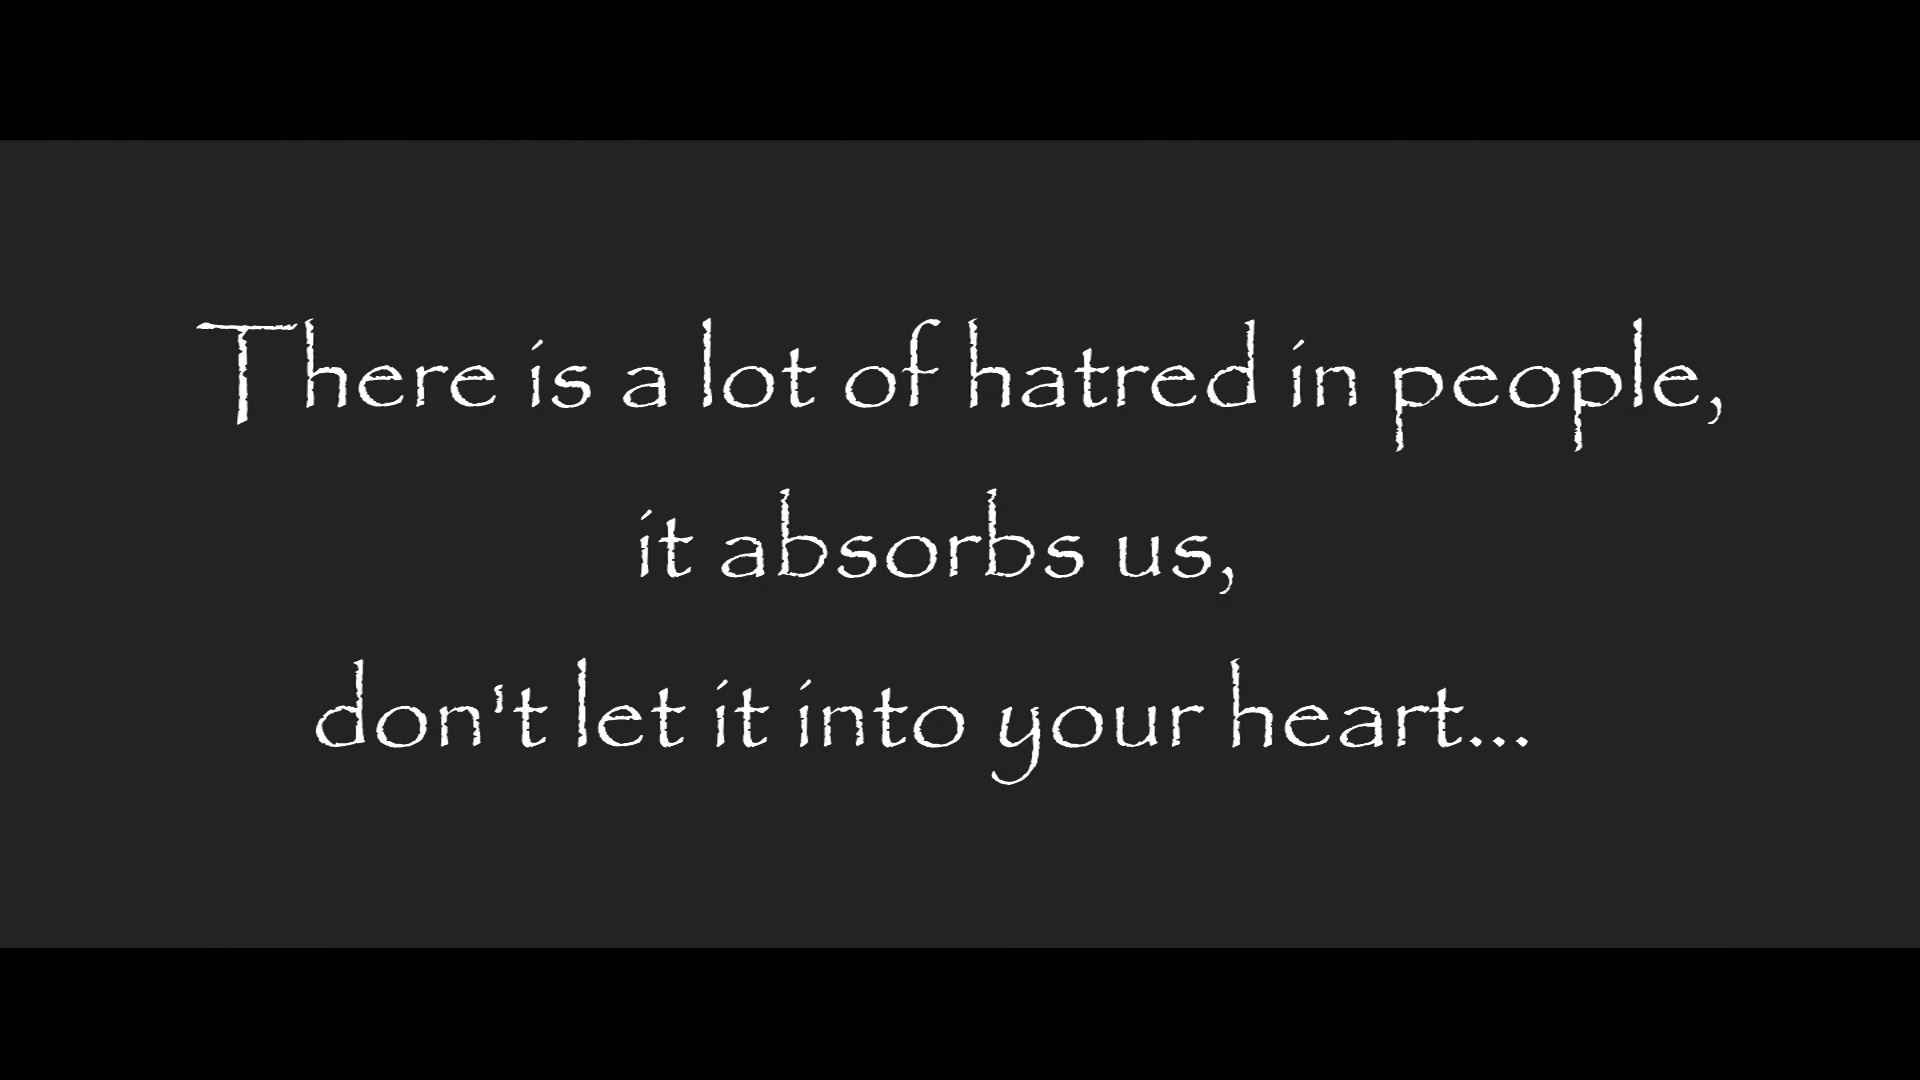 There is a lot of hatred in people,
it absorbs us,
don't let it into your heart...